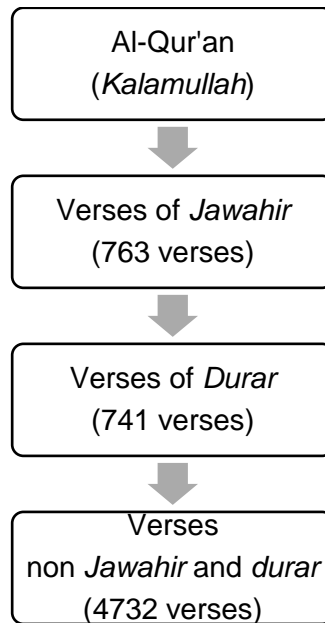 Al-Qur'an
(Kalamullah)
Verses of Jawahir
(763 verses)
Verses of Durar
(741 verses)
Verses
non Jawahir and durar
(4732 verses)